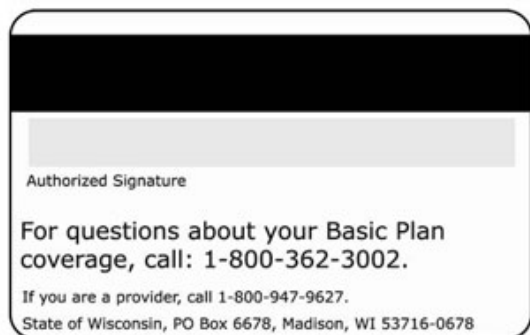 Authorized Signature
For questions about your Basic Plan
coverage, call: 1-800-362-3002.
If you are a provider, call 1-800-947-9627.
State of Wisconsin, PO Box 6678, Madison, WI 53716-0678